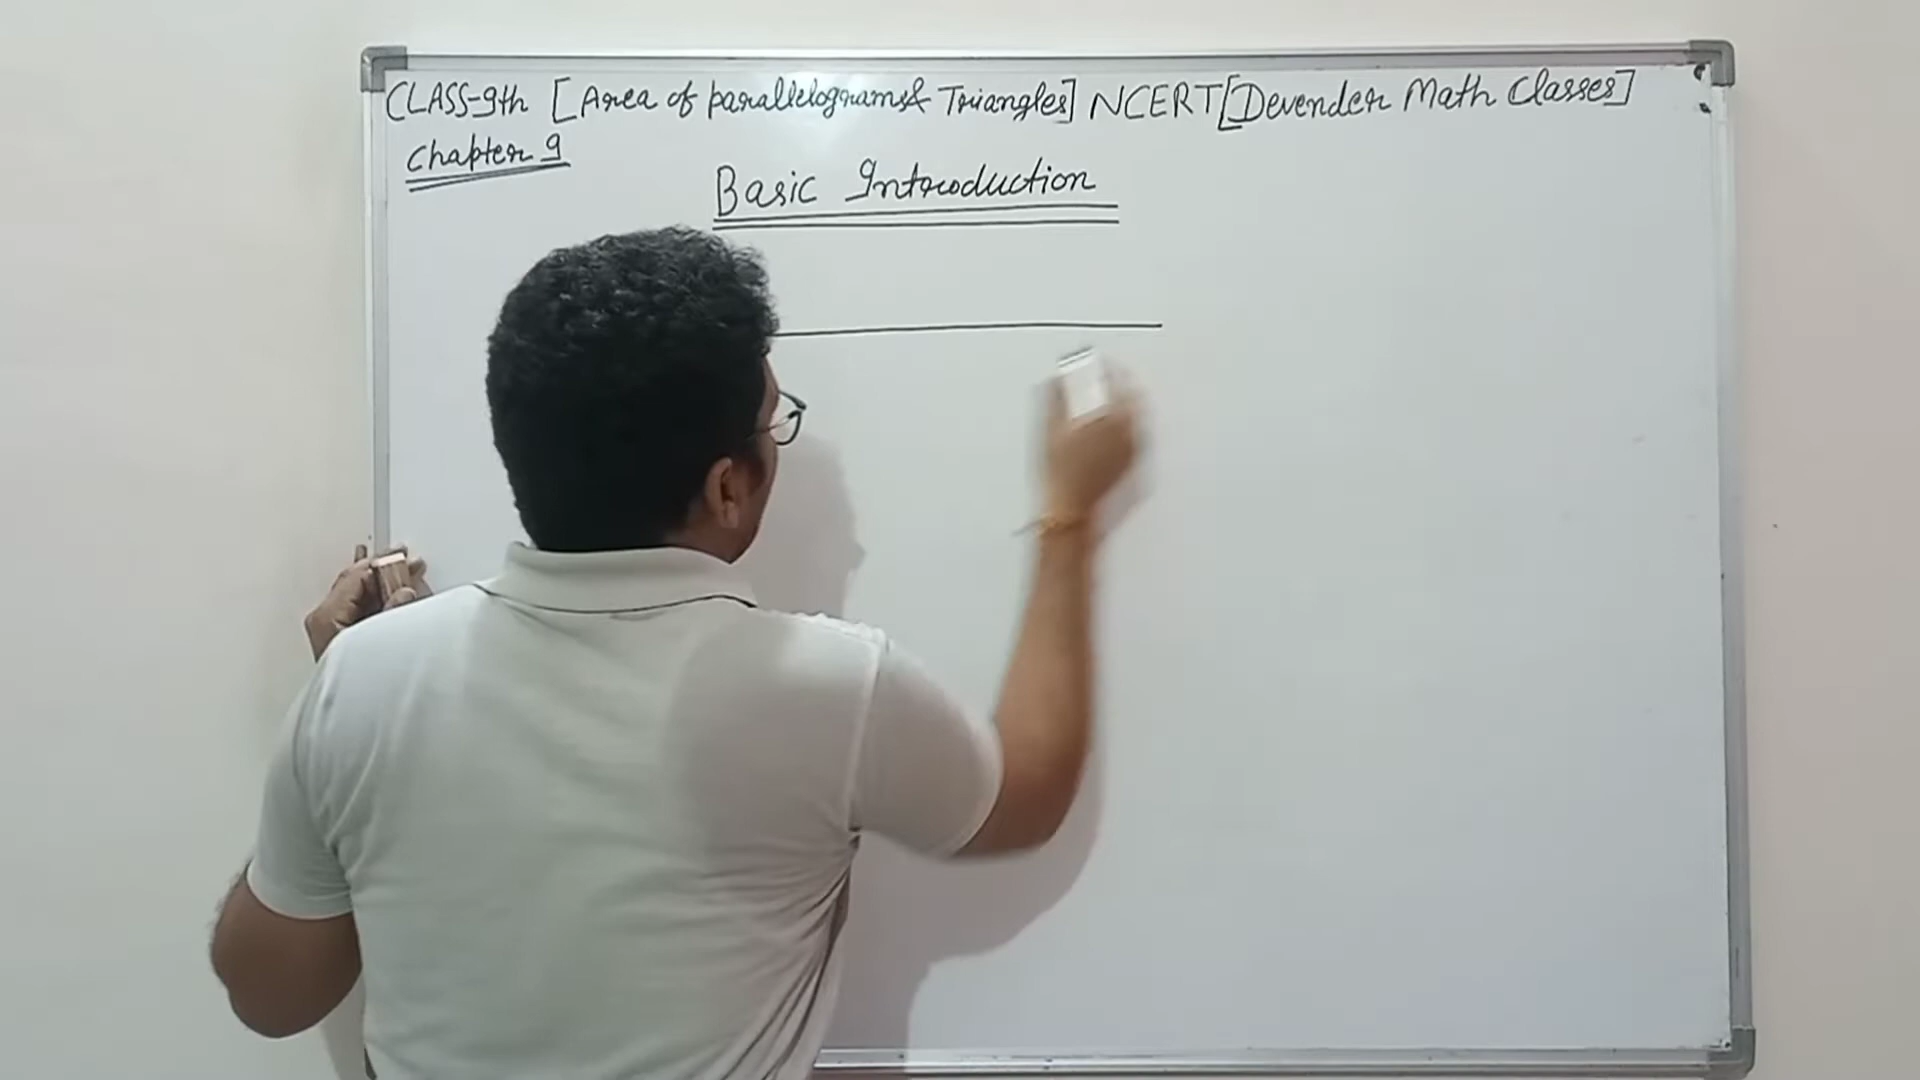 CLASS-9th [Area of parallelograms & Triangles] NCERT [Devender Math Classes]
Chapter 9
Basic Introduction